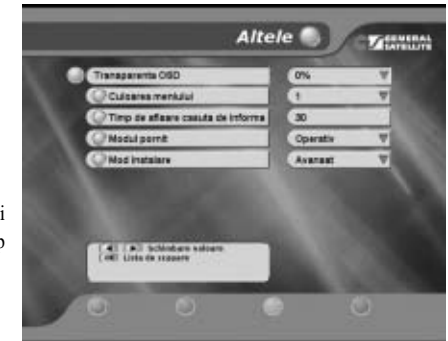 Altele
GENERAL
SATELLITE
Transparenta OSD 0%
Culoarea meniului 1
Timp de afisare casuta de informa 30
Modul pornit Operativ
Mod instalare Avansat
Schimbare valoare
[OK] Lista de
i